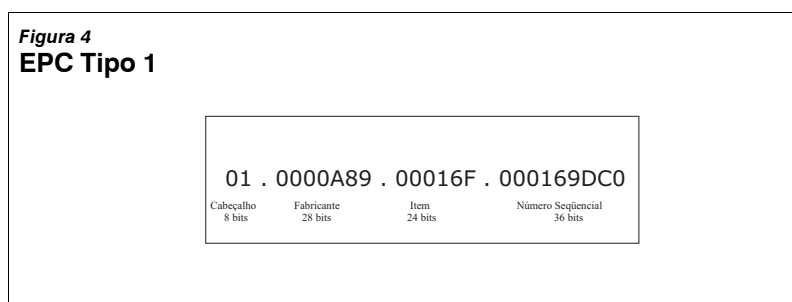 Figura 4
EPC Tipo 1
01 . 0000A89 . 00016F . 000169DC0
Cabeçalho Fabricante Item Número Seqüencial
8 bits 28 bits 24 bits 36 bits